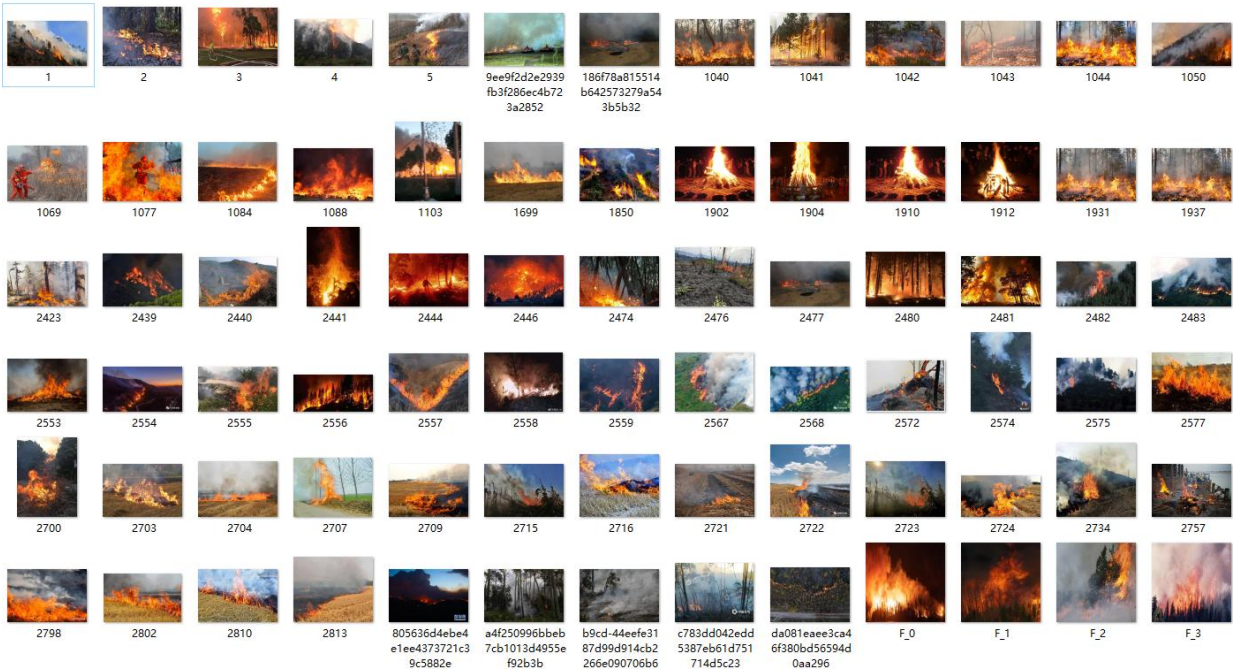 1 2 3 4 5 9ee9f2d2e2939 186f78a815514 1040 1041 1042 1043 1044 1050
fb3f286ec4b72 b642573279a54
3a2852 3b5b32
1069 1077 1084 1088 1103 1699 1850 1902 1904 1910 1912 1931 1937
2423 2439 2440 2441 2444 2446 2474 2476 2477 2480 2481 2482 2483
2553 2554 2555 2556 2557 2558 2559 2567 2568 2572 2574 2575 2577
2700 2703 2704 2707 2709 2715 2716 2721 2722 2723 2724 2734 2757
2798 2802 2810 2813 805636d4ebe4 a4f250996bbeb b9cd-44eefe31 c783dd042edd da081eaee3ca4 F_0 F_1 F_2 F_3
e1ee4373721c3 7cb1013d4955e 87d99d914cb2 5387eb61d751 6f380bd56594d
9c5882e f92b3b 266e090706b6 714d5c23 0aa296